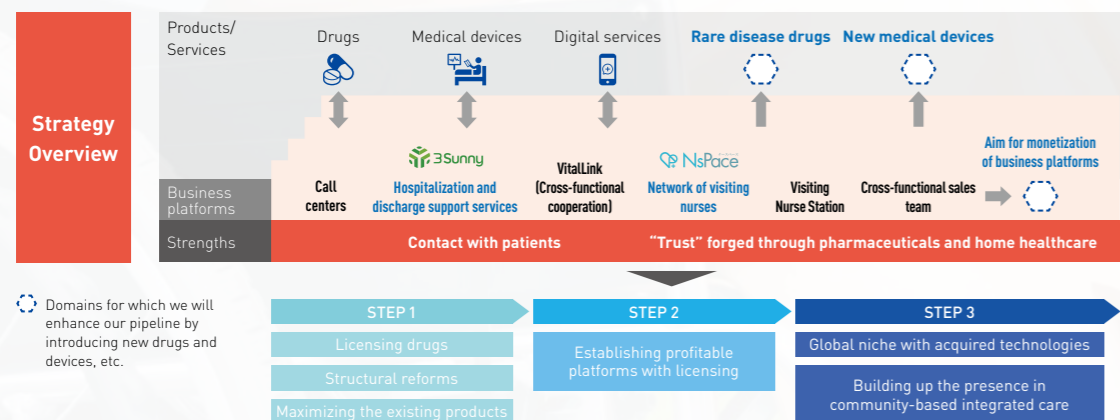 Strategy
Overview
Products/
Services
Drugs
Medical devices
Digital services
Rare disease drugs
New medical devices
Business
platforms
Call
centers
3Sunny
Hospitalization and
discharge support services
VitalLink
(Cross-functional
cooperation)
NsPace
Network of visiting
nurses
Visiting
Nurse Station
Cross-functional sales
team
Aim for monetization
of business platforms
Strengths
Contact with patients
“Trust” forged through pharmaceuticals and home healthcare
Domains for which we will
enhance our pipeline by
introducing new drugs and
devices, etc.
STEP 1
Licensing drugs
Structural reforms
Maximizing the existing products
STEP 2
Establishing profitable
platforms with licensing
STEP 3
Global niche with acquired technologies
Building up the presence in
community-based integrated care